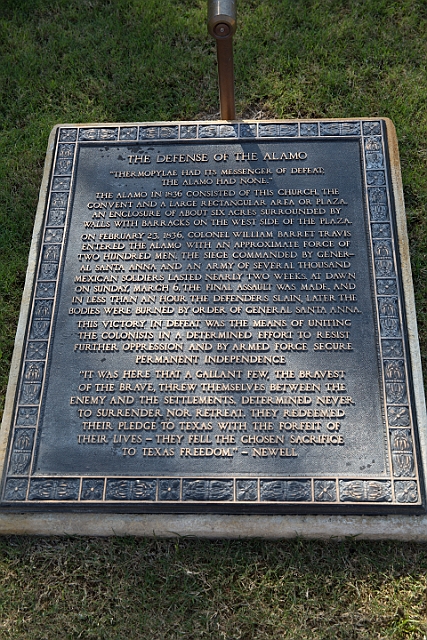 THE DEFENSE OF THE ALAMO
"THERMOPYLAE HAD ITS MESSENGER OF DEFEAT;
THE ALAMO HAD NONE."
THE ALAMO IN 1836 CONSISTED OF THIS CHURCH, THE
CONVENT AND A LARGE RECTANGULAR AREA OR PLAZA,
AN ENCLOSURE OF ABOUT SIX ACRES SURROUNDED BY
WALLS WITH BARRACKS ON THE WEST SIDE OF THE PLAZA.
ON FEBRUARY 23, 1836, COLONEL WILLIAM BARRET TRAVIS
ENTERED THE ALAMO WITH AN APPROXIMATE FORCE OF
TWO HUNDRED MEN. THE SIEGE COMMANDED BY GENER-
AL SANTA ANNA AND AN ARMY OF SEVERAL THOUSAND
MEXICAN SOLDIERS LASTED NEARLY TWO WEEKS. AT DAWN
ON SUNDAY, MARCH 6, THE FINAL ASSAULT WAS MADE, AND
IN LESS THAN AN HOUR THE DEFENDERS SLAIN, LATER THE
BODIES WERE BURNED BY ORDER OF GENERAL SANTA ANNA.
THIS VICTORY IN DEFEAT WAS THE MEANS OF UNITING
THE COLONISTS IN A DETERMINED EFFORT TO RESIST
FURTHER OPPRESSION AND BY ARMED FORCE SECURE
PERMANENT INDEPENDENCE.
"IT WAS HERE THAT A GALLANT FEW, THE BRAVEST
OF THE BRAVE, THREW THEMSELVES BETWEEN THE
ENEMY AND THE SETTLEMENTS, DETERMINED NEVER
TO SURRENDER NOR RETREAT. THEY REDEEMED
THEIR PLEDGE TO TEXAS WITH THE FORFEIT OF
THEIR LIVES – THEY FELL THE CHOSEN SACRIFICE
TO TEXAS FREEDOM." – NEWELL